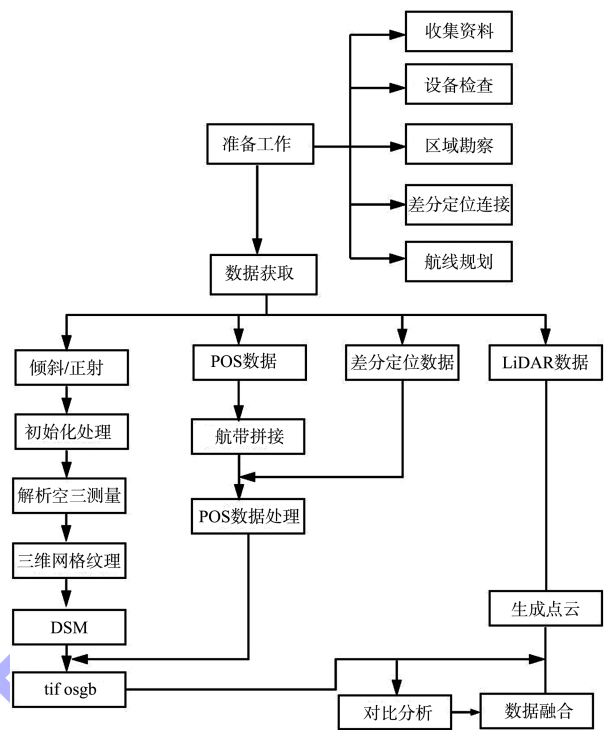 收集资料
设备检查
准备工作
区域勘察
差分定位连接
航线规划
数据获取
倾斜/正射
POS数据
差分定位数据
LiDAR数据
初始化处理
航带拼接
解析空三测量
POS数据处理
三维网格纹理
生成点云
DSM
tif osgb
对比分析
数据融合